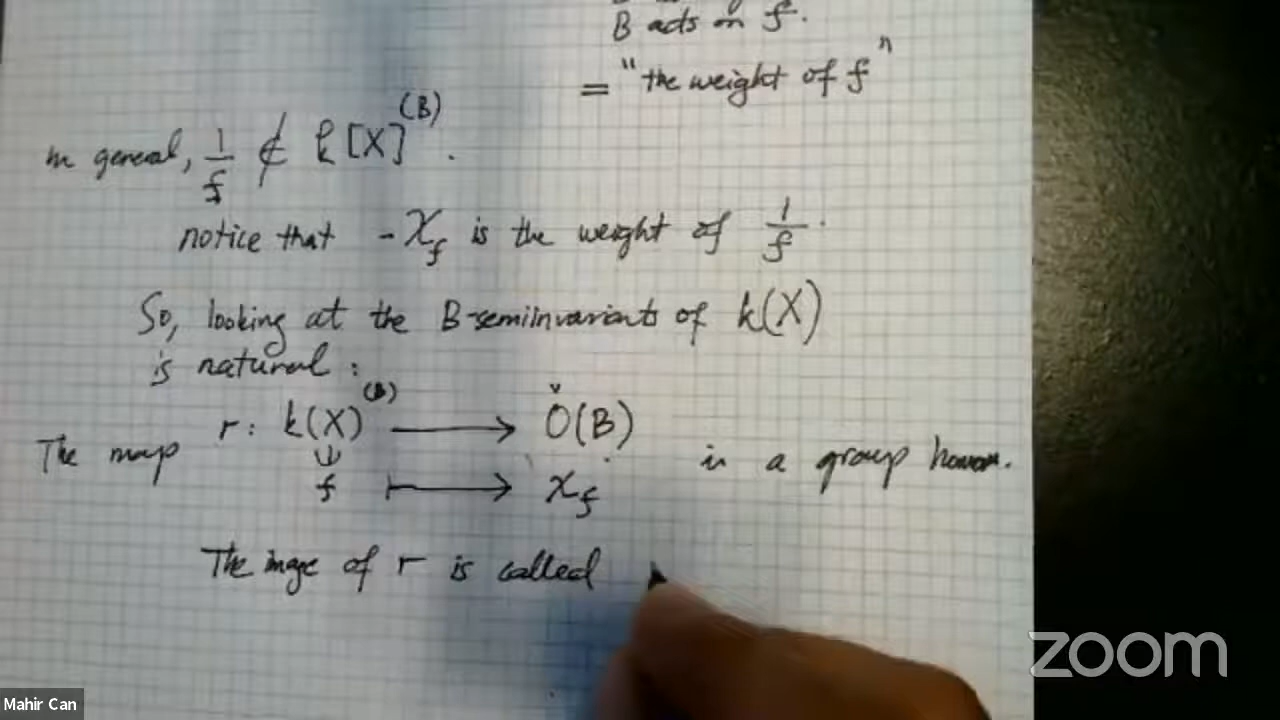 B acts on f.
= "the weight of f"
in general, 1/f ∉ k[X]^(B).
notice that -χ_f is the weight of 1/f.
So, looking at the B-semiinvariants of k(X)
is natural:
The map r: k(X)^(B) ⟶ Ǒ(B) is a group homom.
f ⟼ χ_f
The image of r is called
zoom
Mahir Can